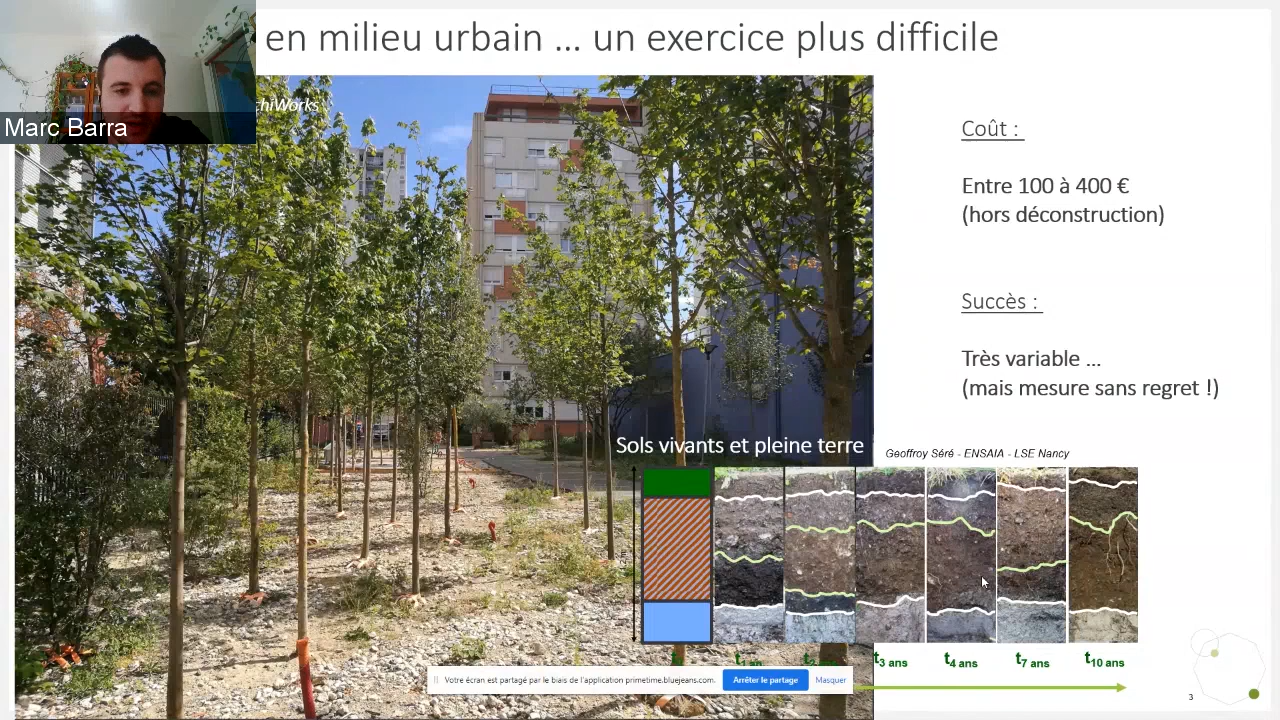 en milieu urbain ... un exercice plus difficile
Marc Barra
Coût :
Entre 100 à 400 €
(hors déconstruction)
Succès :
Très variable ...
(mais mesure sans regret !)
Sols vivants et pleine terre
Geoffroy Séré - ENSAIA - LSE Nancy
t1 an
t3 ans
t4 ans
t7 ans
t10 ans
Votre écran est partagé par le biais de l'application primetime.bluejeans.com.
Arrêter le partage
Masquer
3